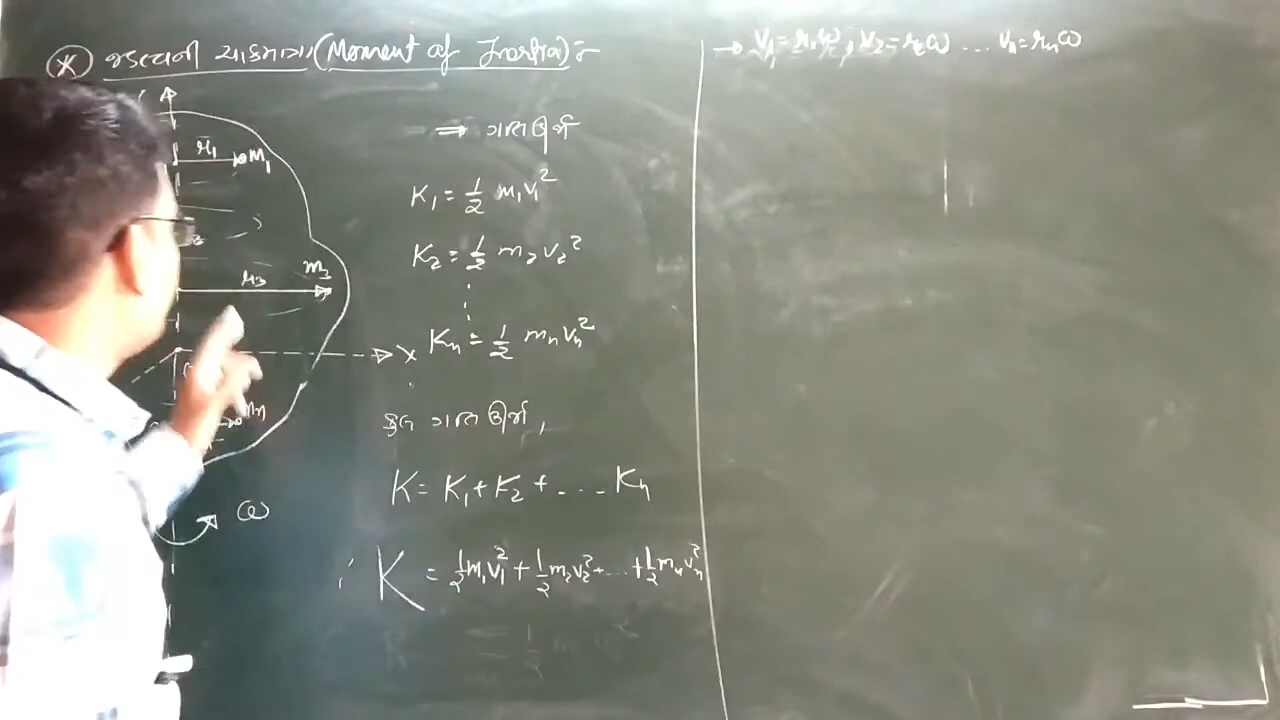 * જડત્વની ચાકમાત્રા (Moment of Inertia) :-
r₁ m₁
r₃ m₃
mₙ
ω
⇒ ગતિઊર્જા
K₁ = ½ m₁v₁²
K₂ = ½ m₂v₂²
Kₙ = ½ mₙvₙ²
કુલ ગતિઊર્જા,
K = K₁ + K₂ + .... Kₙ
∴ K = ½m₁v₁² + ½m₂v₂² + ... + ½mₙvₙ²
→ v₁ = r₁ω, v₂ = r₂ω ... vₙ = rₙω